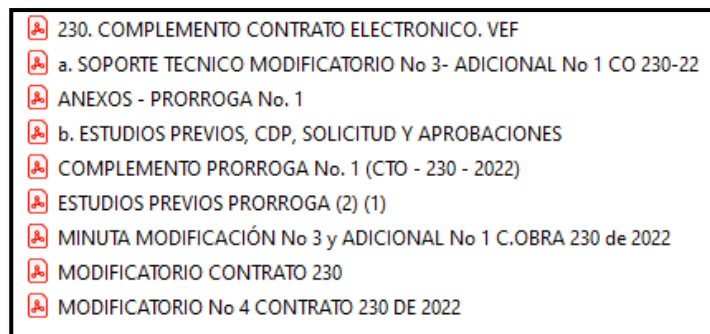 230. COMPLEMENTO CONTRATO ELECTRONICO. VEF
a. SOPORTE TECNICO MODIFICATORIO No 3- ADICIONAL No 1 CO 230-22
ANEXOS - PRORROGA No. 1
b. ESTUDIOS PREVIOS, CDP, SOLICITUD Y APROBACIONES
COMPLEMENTO PRORROGA No. 1 (CTO - 230 - 2022)
ESTUDIOS PREVIOS PRORROGA (2) (1)
MINUTA MODIFICACIÓN No 3 y ADICIONAL No 1 C.OBRA 230 de 2022
MODIFICATORIO CONTRATO 230
MODIFICATORIO No 4 CONTRATO 230 DE 2022